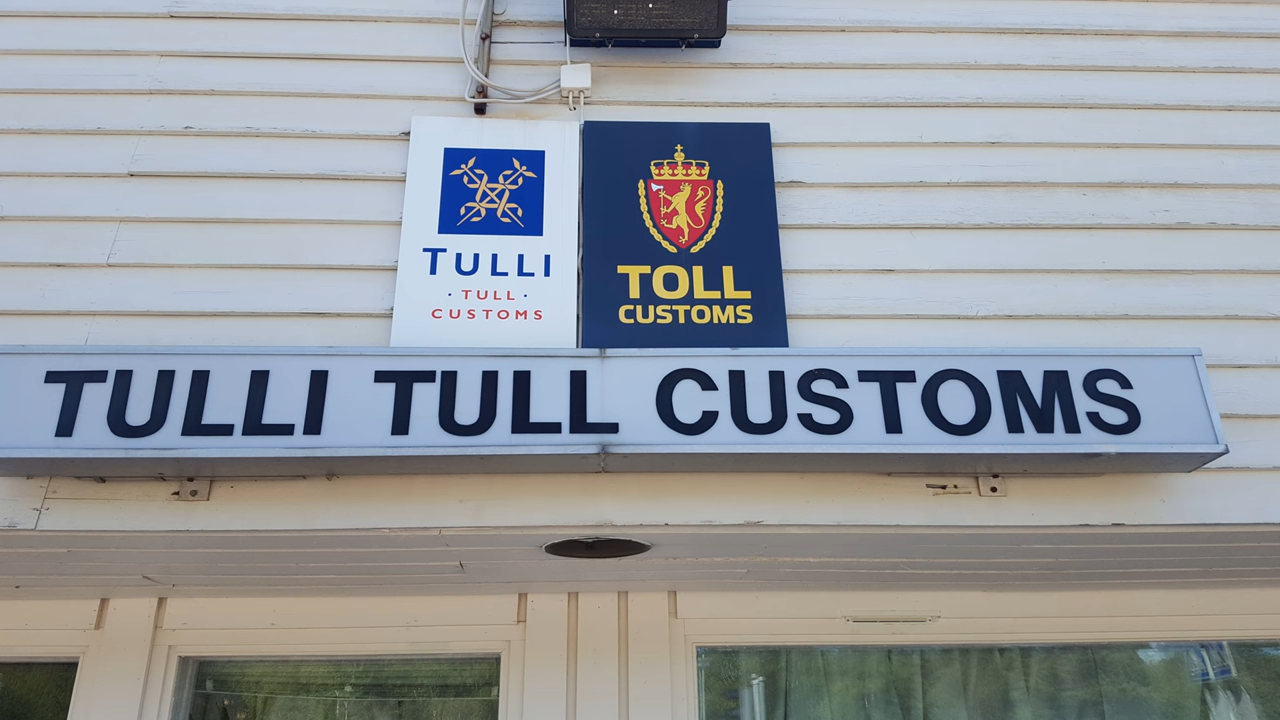 TULLI
· TULL ·
CUSTOMS
TOLL
CUSTOMS
TULLI TULL CUSTOMS